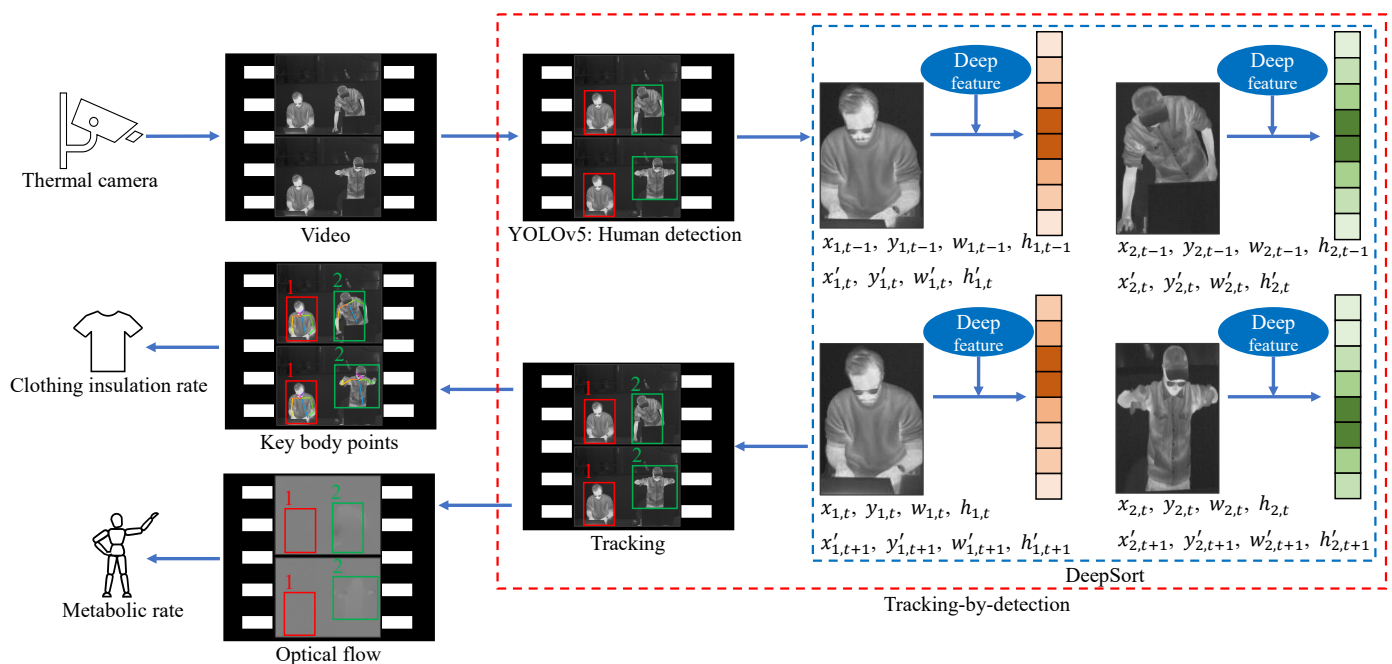 Thermal camera
Video
YOLOv5: Human detection
Deep
feature
Deep
feature
x₁,ₜ₋₁, y₁,ₜ₋₁, w₁,ₜ₋₁, h₁,ₜ₋₁
x′₁,ₜ, y′₁,ₜ, w′₁,ₜ, h′₁,ₜ
x₂,ₜ₋₁, y₂,ₜ₋₁, w₂,ₜ₋₁, h₂,ₜ₋₁
x′₂,ₜ, y′₂,ₜ, w′₂,ₜ, h′₂,ₜ
Deep
feature
Deep
feature
x₁,ₜ, y₁,ₜ, w₁,ₜ, h₁,ₜ
x′₁,ₜ₊₁, y′₁,ₜ₊₁, w′₁,ₜ₊₁, h′₁,ₜ₊₁
x₂,ₜ, y₂,ₜ, w₂,ₜ, h₂,ₜ
x′₂,ₜ₊₁, y′₂,ₜ₊₁, w′₂,ₜ₊₁, h′₂,ₜ₊₁
DeepSort
Tracking-by-detection
1 2
1 2
Tracking
1 2
1 2
Key body points
Clothing insulation rate
1 2
1 2
Optical flow
Metabolic rate